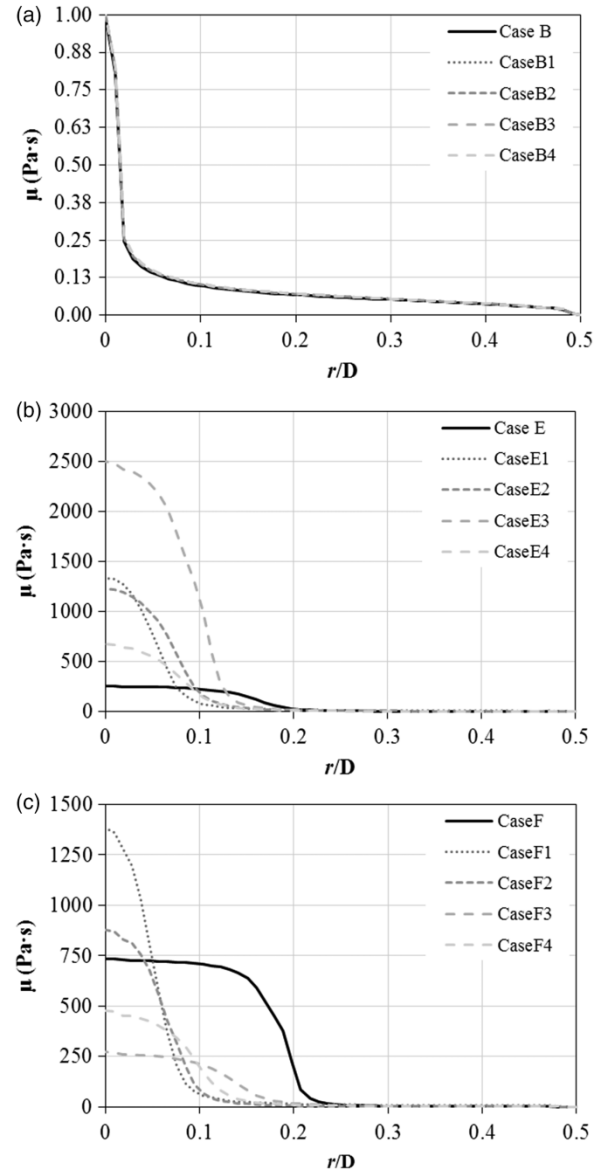 (a)
μ (Pa·s)
1.00
0.88
0.75
0.63
0.50
0.38
0.25
0.13
0.00
Case B
CaseB1
CaseB2
CaseB3
CaseB4
0 0.1 0.2 0.3 0.4 0.5
r/D
(b)
μ (Pa·s)
3000
2500
2000
1500
1000
500
0
Case E
CaseE1
CaseE2
CaseE3
CaseE4
0 0.1 0.2 0.3 0.4 0.5
r/D
(c)
μ (Pa·s)
1500
1250
1000
750
500
250
0
CaseF
CaseF1
CaseF2
CaseF3
CaseF4
0 0.1 0.2 0.3 0.4 0.5
r/D